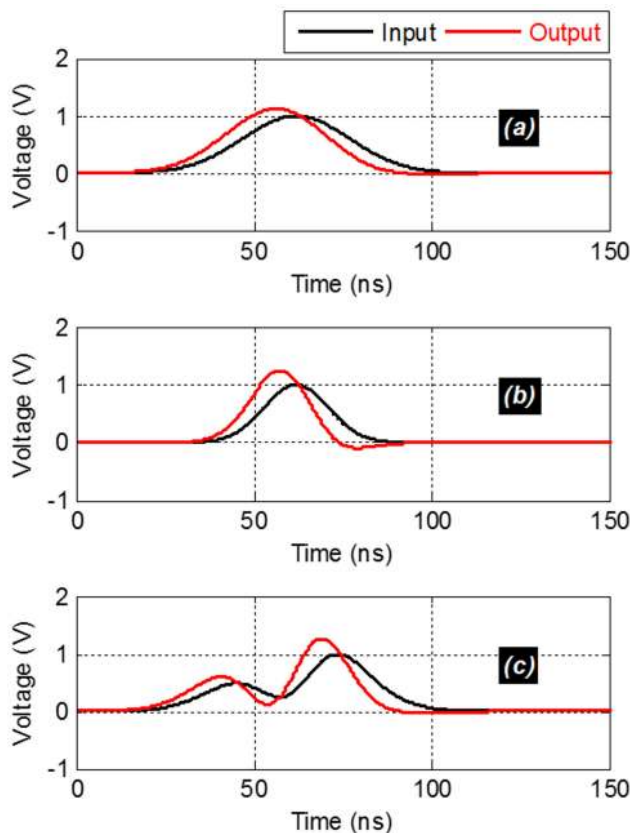 Input Output
2
1
0
-1
Voltage (V)
(a)
0 50 100 150
Time (ns)
2
1
0
-1
Voltage (V)
(b)
0 50 100 150
Time (ns)
2
1
0
-1
Voltage (V)
(c)
0 50 100 150
Time (ns)